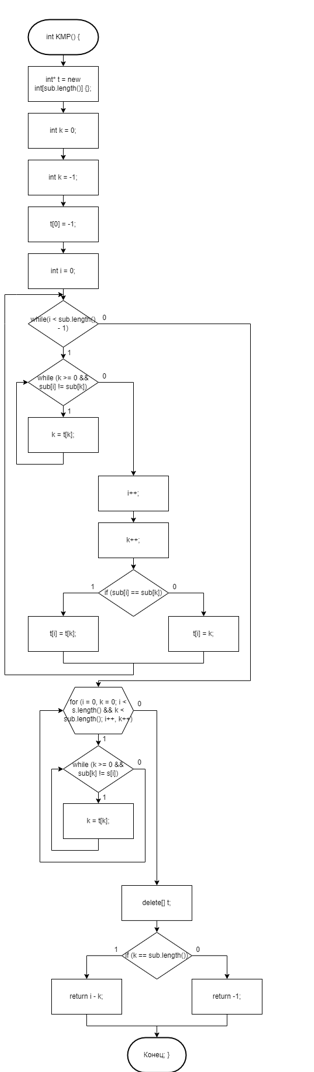 int KMP() {
int* t = new
int[sub.length()] {};
int k = 0;
int k = -1;
t[0] = -1;
int i = 0;
while(i < sub.length()
- 1)
0
1
while (k >= 0 &&
sub[i] != sub[k])
0
1
k = t[k];
i++;
k++;
if (sub[i] == sub[k])
1
0
t[i] = t[k];
t[i] = k;
for (i = 0, k = 0; i <
s.length() && k <
sub.length(); i++, k++)
0
1
while (k >= 0 &&
sub[k] != s[i])
0
1
k = t[k];
delete[] t;
if (k == sub.length())
1
0
return i - k;
return -1;
Конец; }